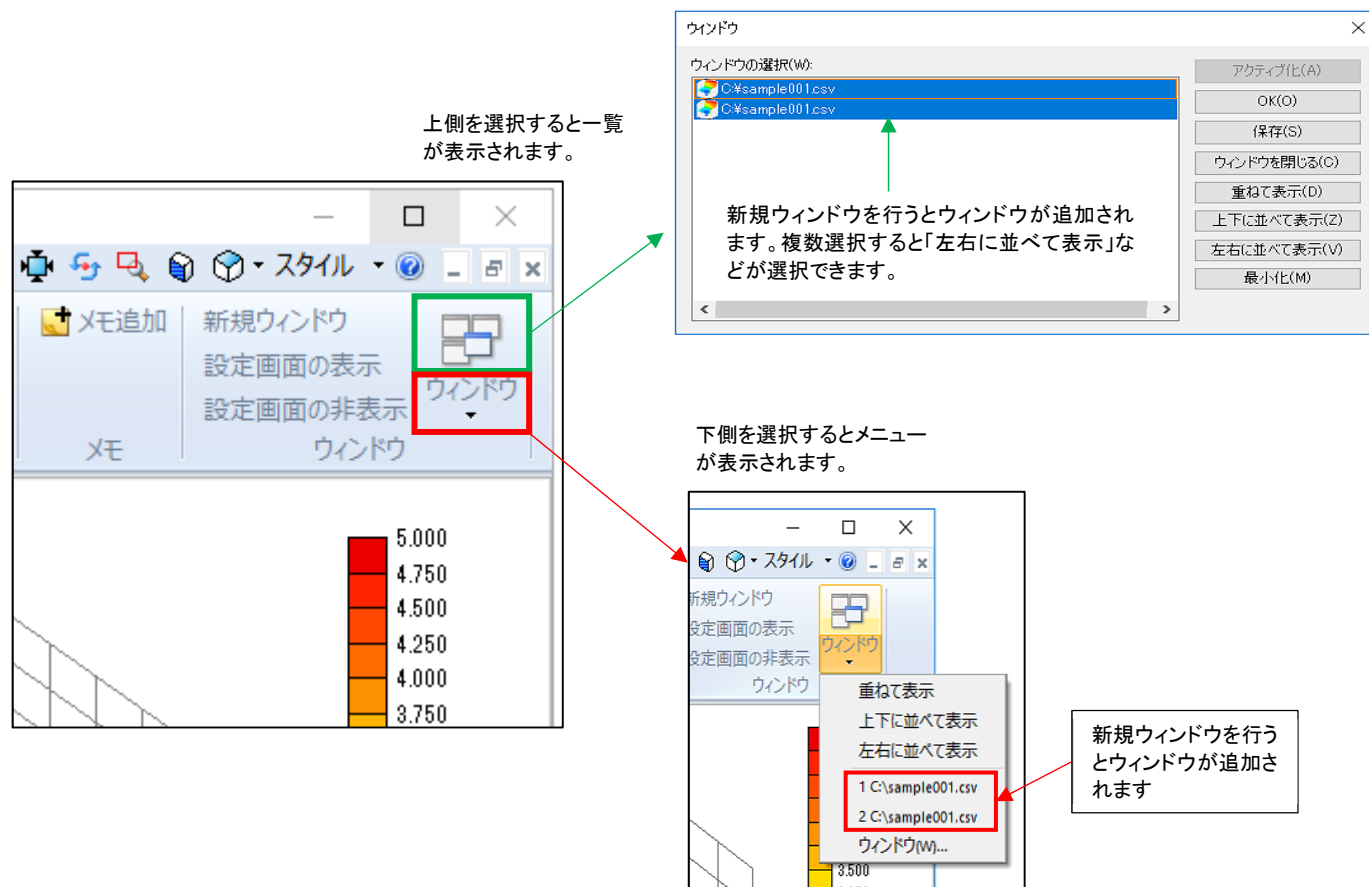 ウィンドウ
ウィンドウの選択(W):
C:¥sample001.csv
C:¥sample001.csv
アクティブ化(A)
OK(O)
保存(S)
ウィンドウを閉じる(C)
重ねて表示(D)
上下に並べて表示(Z)
左右に並べて表示(V)
最小化(M)
新規ウィンドウを行うとウィンドウが追加され
ます。複数選択すると「左右に並べて表示」な
どが選択できます。
上側を選択すると一覧
が表示されます。
スタイル
メモ追加
新規ウィンドウ
設定画面の表示
設定画面の非表示
ウィンドウ
メモ
ウィンドウ
5.000
4.750
4.500
4.250
4.000
3.750
下側を選択するとメニュー
が表示されます。
スタイル
新規ウィンドウ
設定画面の表示
設定画面の非表示
ウィンドウ
ウィンドウ
重ねて表示
上下に並べて表示
左右に並べて表示
1 C:\sample001.csv
2 C:\sample001.csv
ウィンドウ(W)...
3.500
新規ウィンドウを行う
とウィンドウが追加さ
れます